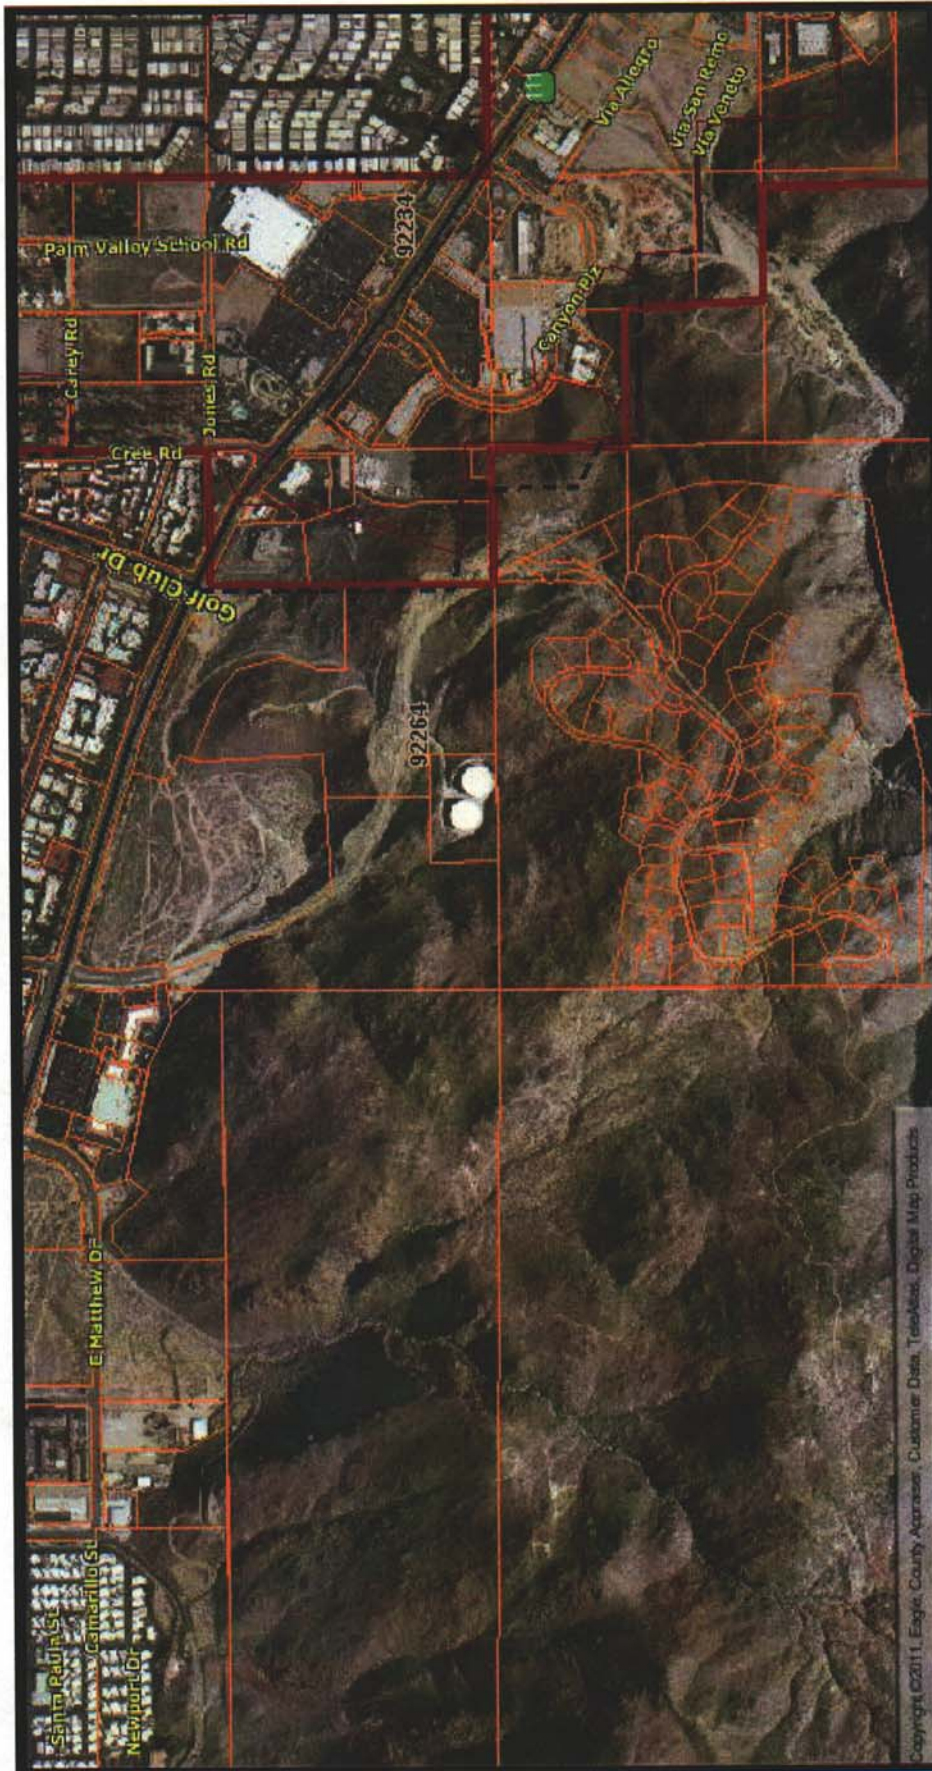 111
Via Allegro
Via San Remo
Via Veneto
Palm Valley School Rd
92234
Canyon Plz
Carey Rd
Jones Rd
Cree Rd
Golf Club Dr
92264
E Matthew Dr
Santa Paula St
Camarillo St
Newport Dr
Copyright ©2011, Eagle, County Appraiser, Customer Data, TeleAtlas, Digital Map Products